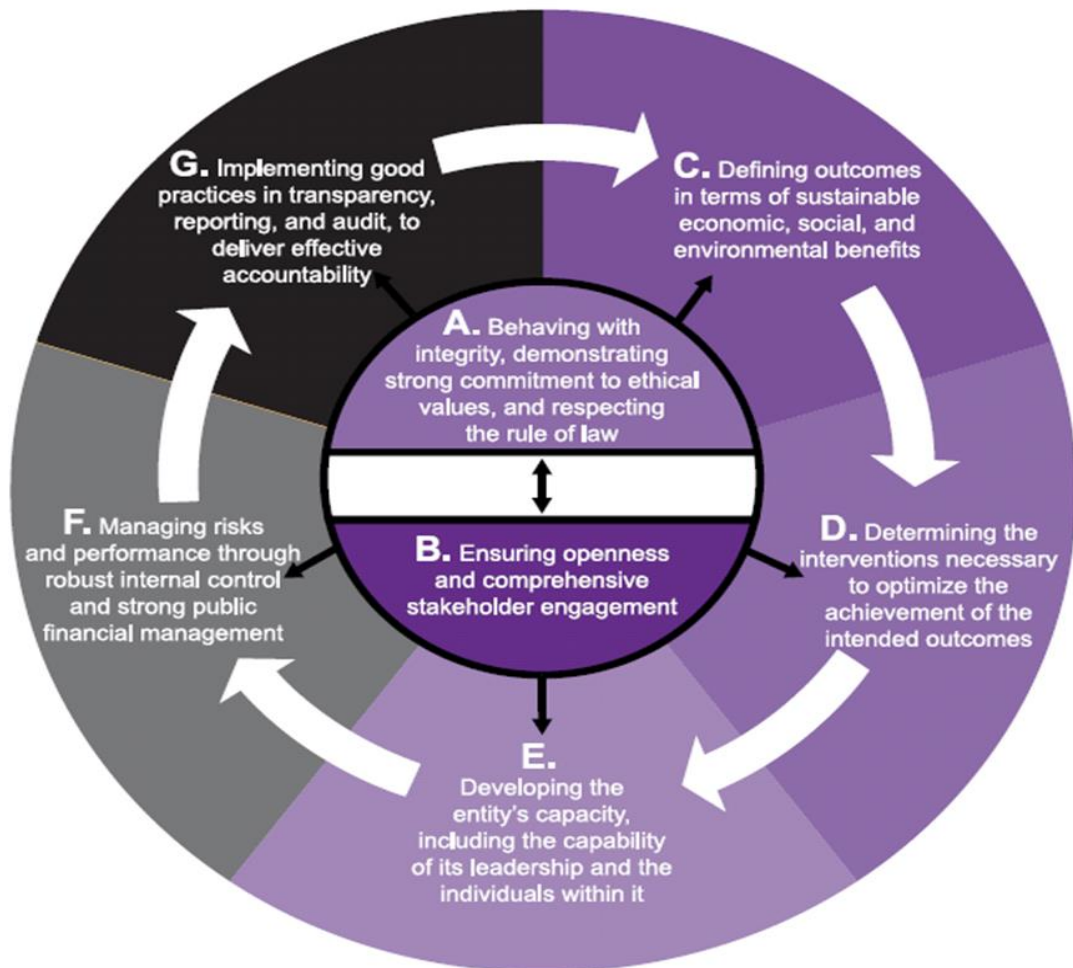 G. Implementing good
practices in transparency,
reporting, and audit, to
deliver effective
accountability
C. Defining outcomes
in terms of sustainable
economic, social, and
environmental benefits
A. Behaving with
integrity, demonstrating
strong commitment to ethical
values, and respecting
the rule of law
F. Managing risks
and performance through
robust internal control
and strong public
financial management
B. Ensuring openness
and comprehensive
stakeholder engagement
D. Determining the
interventions necessary
to optimize the
achievement of the
intended outcomes
E.
Developing the
entity's capacity,
including the capability
of its leadership and the
individuals within it